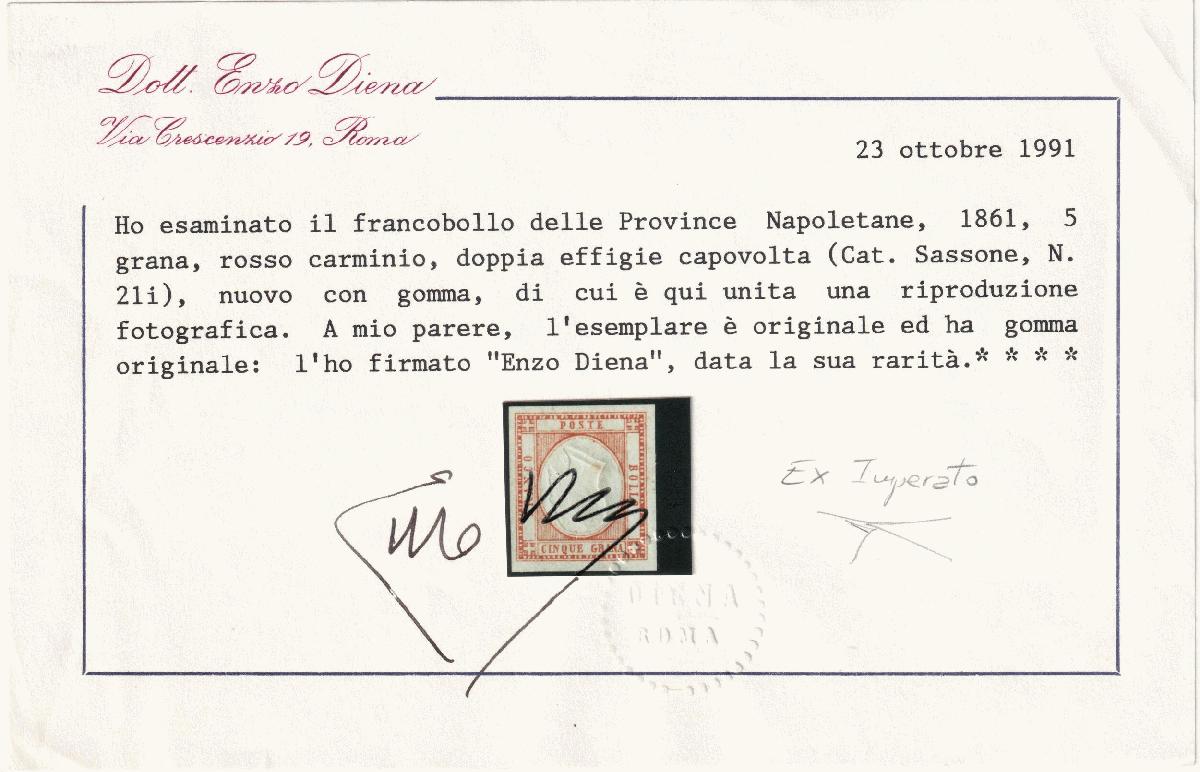 Dott. Enzo Diena
Via Crescenzio 19, Roma
23 ottobre 1991
Ho esaminato il francobollo delle Province Napoletane, 1861, 5
grana, rosso carminio, doppia effigie capovolta (Cat. Sassone, N.
21i), nuovo con gomma, di cui è qui unita una riproduzione
fotografica. A mio parere, l'esemplare è originale ed ha gomma
originale: l'ho firmato "Enzo Diena", data la sua rarità.* * * *
POSTE
BOLLO
CINQUE GRANA
Ex Imperato
DIENA
ROMA